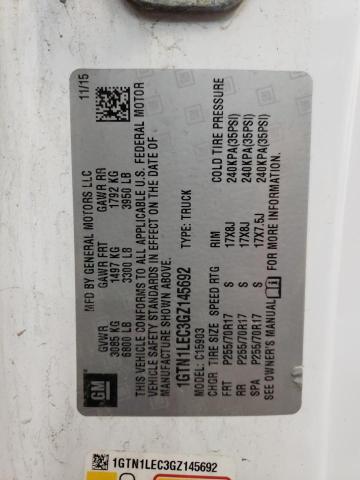 GM
MFD BY GENERAL MOTORS LLC
11/15
GVWR GAWR FRT GAWR RR
3085 KG 1497 KG 1792 KG
6800 LB 3300 LB 3950 LB
THIS VEHICLE CONFORMS TO ALL APPLICABLE U.S. FEDERAL MOTOR
VEHICLE SAFETY STANDARDS IN EFFECT ON THE DATE OF
MANUFACTURE SHOWN ABOVE.
1GTN1LEC3GZ145692 TYPE: TRUCK
MODEL: C15903
CHGR TIRE SIZE SPEED RTG RIM COLD TIRE PRESSURE
FRT P255/70R17 S 17X8J 240KPA(35PSI)
RR P255/70R17 S 17X8J 240KPA(35PSI)
SPA P255/70R17 S 17X7.5J 240KPA(35PSI)
SEE OWNER'S MANUAL FOR MORE INFORMATION.
1GTN1LEC3GZ145692